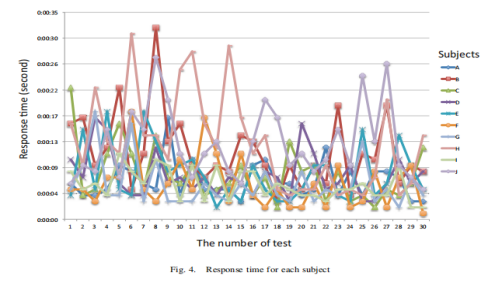 0:00:35
0:00:30
0:00:26
0:00:22
0:00:17
0:00:13
0:00:09
0:00:04
0:00:00
Response time (second)
1 2 3 4 5 6 7 8 9 10 11 12 13 14 15 16 17 18 19 20 21 22 23 24 25 26 27 28 29 30
The number of test
Subjects
A
B
C
D
E
F
G
H
I
J
Fig. 4. Response time for each subject